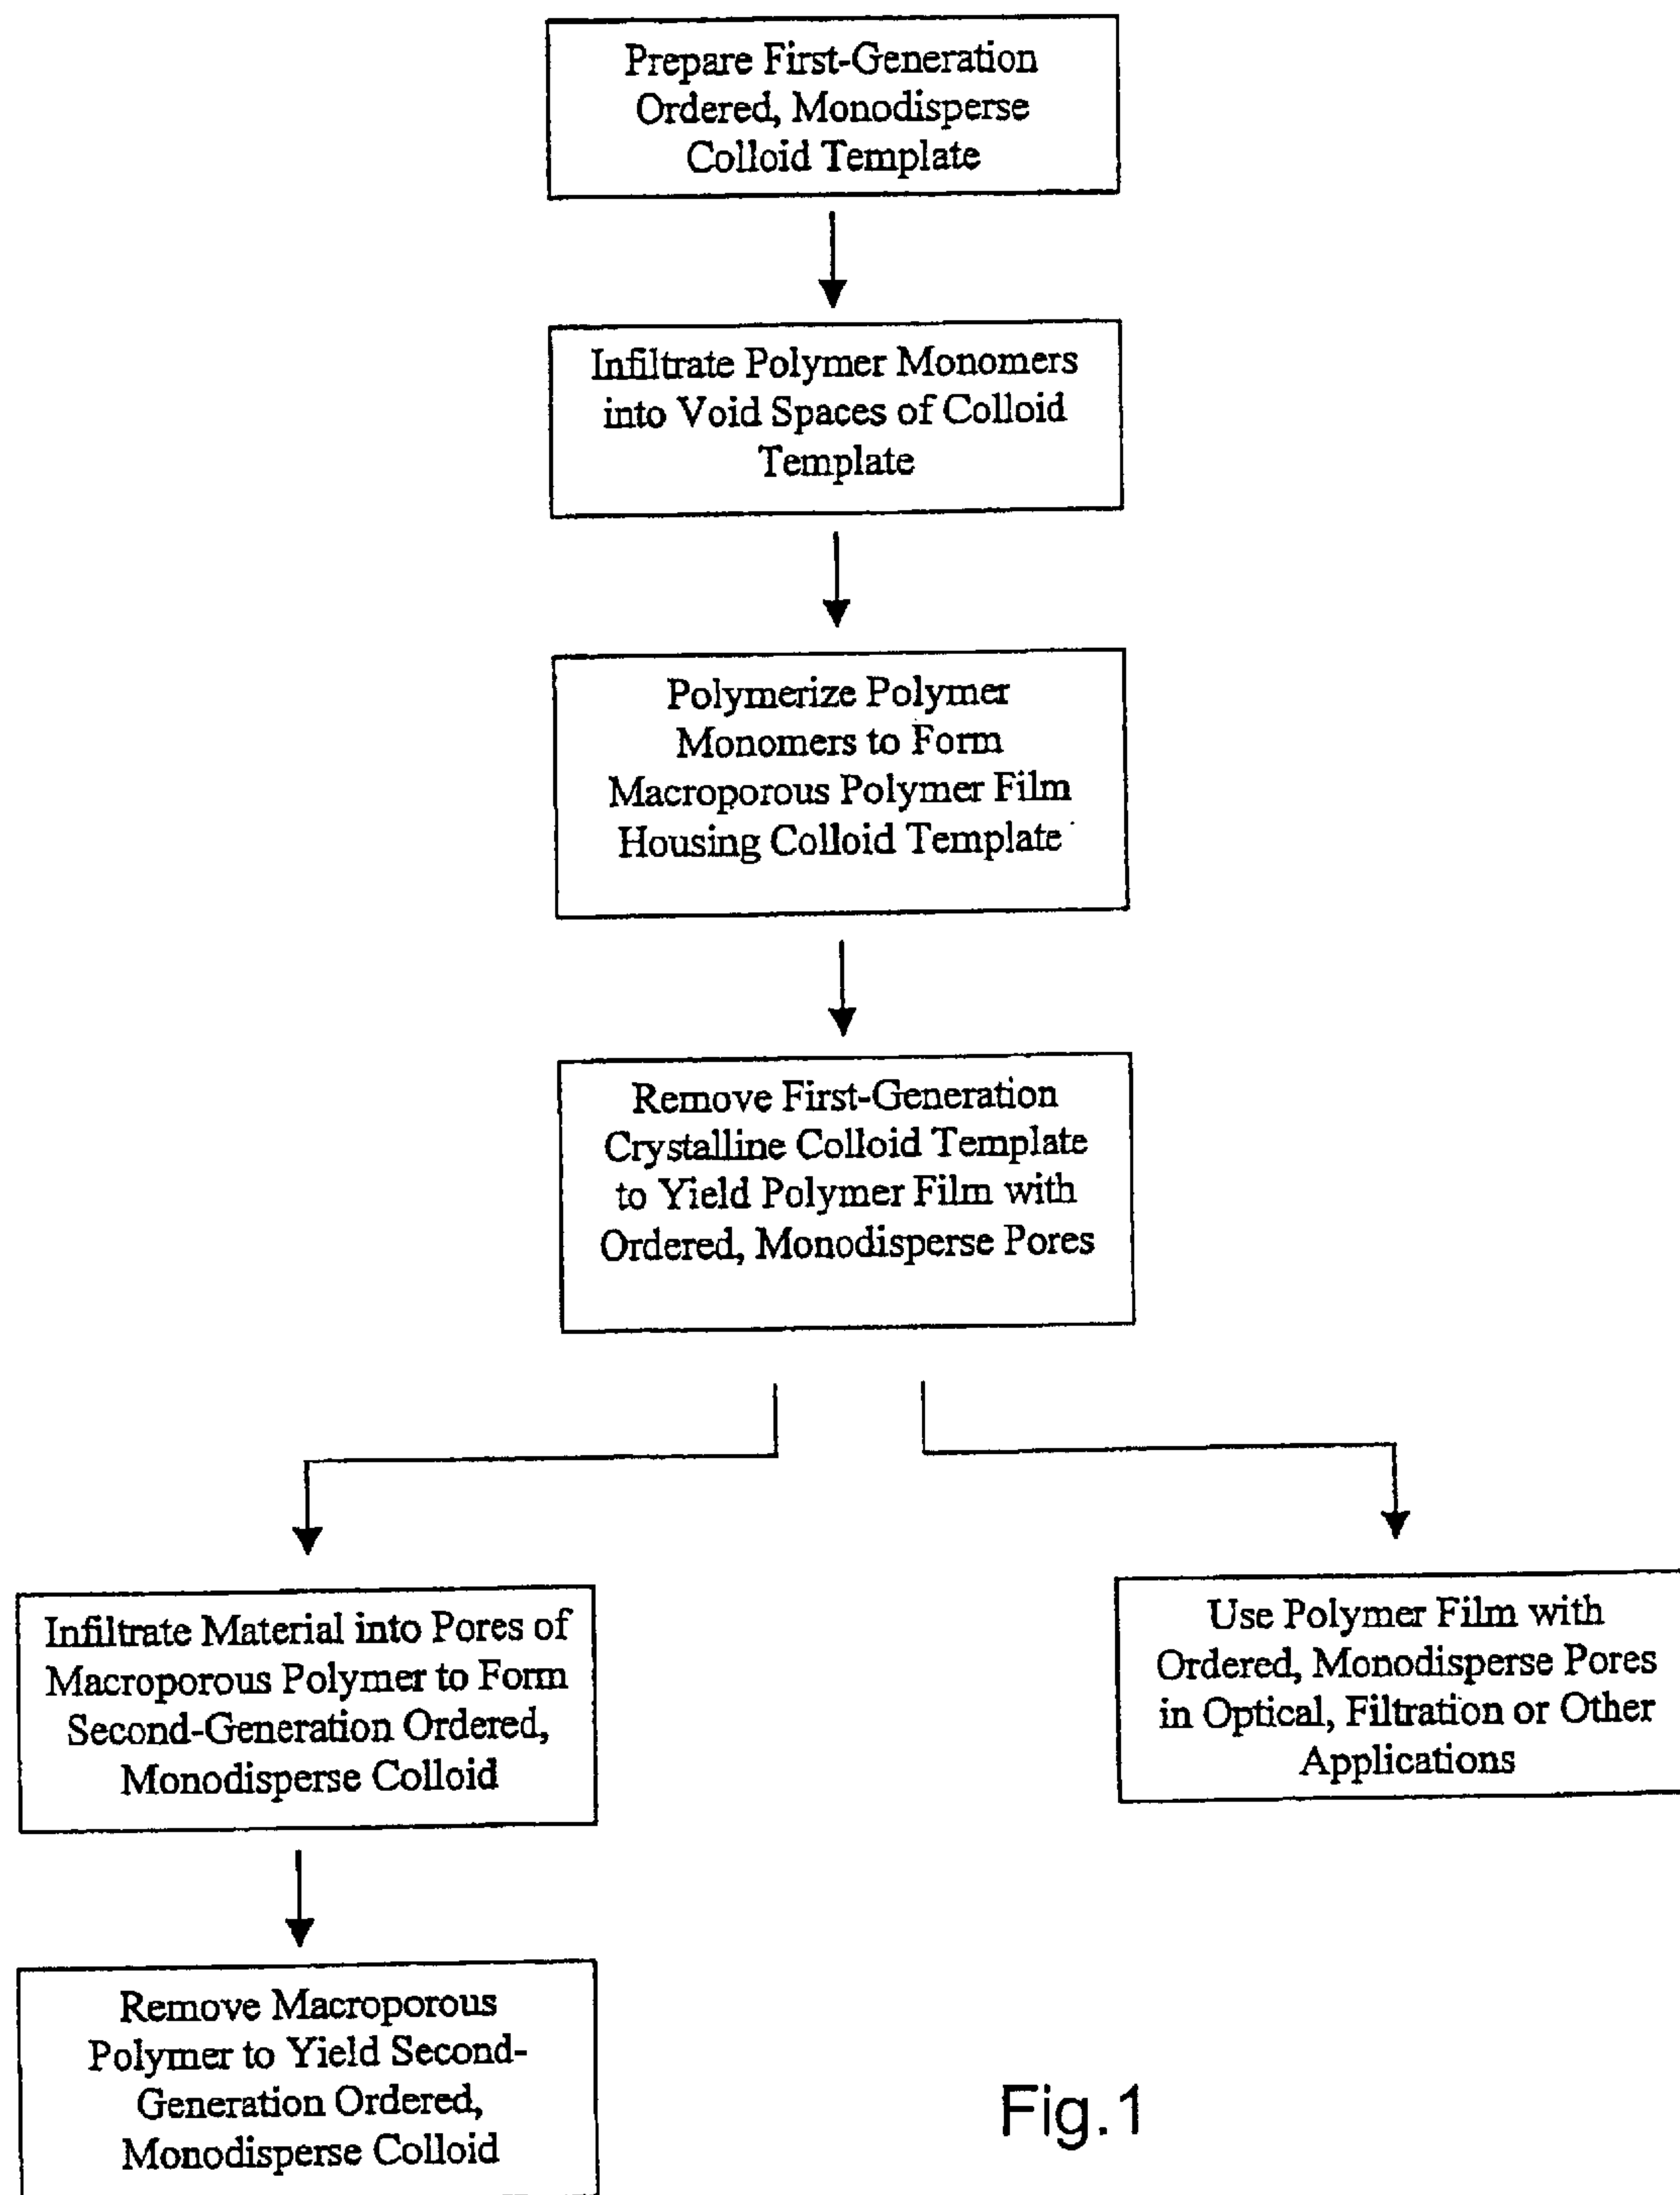 Prepare First-Generation
Ordered, Monodisperse
Colloid Template
Infiltrate Polymer Monomers
into Void Spaces of Colloid
Template
Polymerize Polymer
Monomers to Form
Macroporous Polymer Film
Housing Colloid Template
Remove First-Generation
Crystalline Colloid Template
to Yield Polymer Film with
Ordered, Monodisperse Pores
Infiltrate Material into Pores of
Macroporous Polymer to Form
Second-Generation Ordered,
Monodisperse Colloid
Use Polymer Film with
Ordered, Monodisperse Pores
in Optical, Filtration or Other
Applications
Remove Macroporous
Polymer to Yield Second-
Generation Ordered,
Monodisperse Colloid
Fig.1